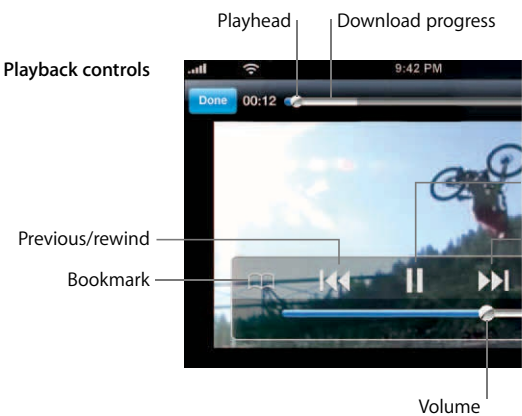 Playhead
Download progress
Playback controls
9:42 PM
Done
00:12
Previous/rewind
Bookmark
Volume